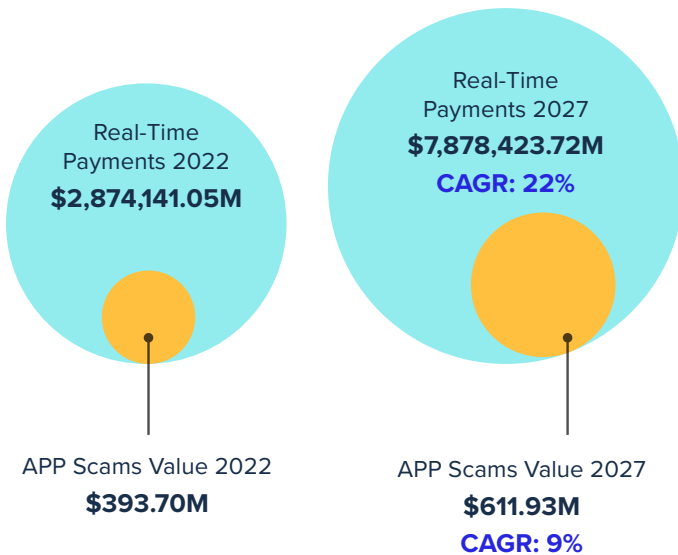 Real-Time
Payments 2022
$2,874,141.05M
Real-Time
Payments 2027
$7,878,423.72M
CAGR: 22%
APP Scams Value 2022
$393.70M
APP Scams Value 2027
$611.93M
CAGR: 9%